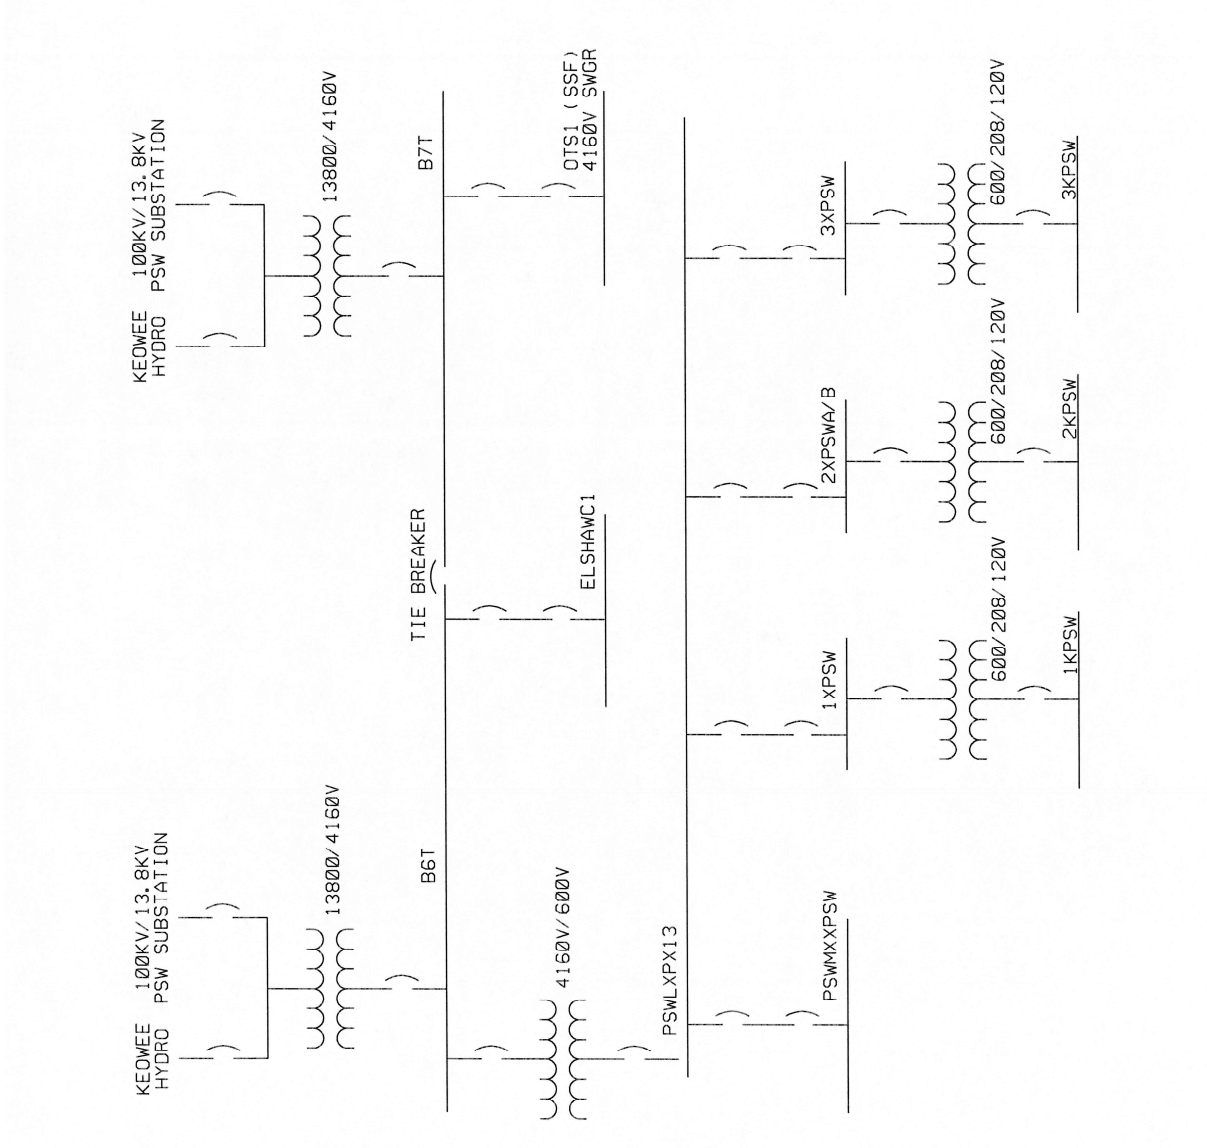 KEOWEE 100KV/13.8KV
HYDRO PSW SUBSTATION
13800/4160V
B6T
KEOWEE 100KV/13.8KV
HYDRO PSW SUBSTATION
13800/4160V
B7T
TIE BREAKER
4160V/600V
ELSHAWC1
OTS1 (SSF)
4160V SWGR
PSWLXPX13
PSWMXXPSW
1XPSW
2XPSWA/B
3XPSW
600/208/120V
600/208/120V
600/208/120V
1KPSW
2KPSW
3KPSW